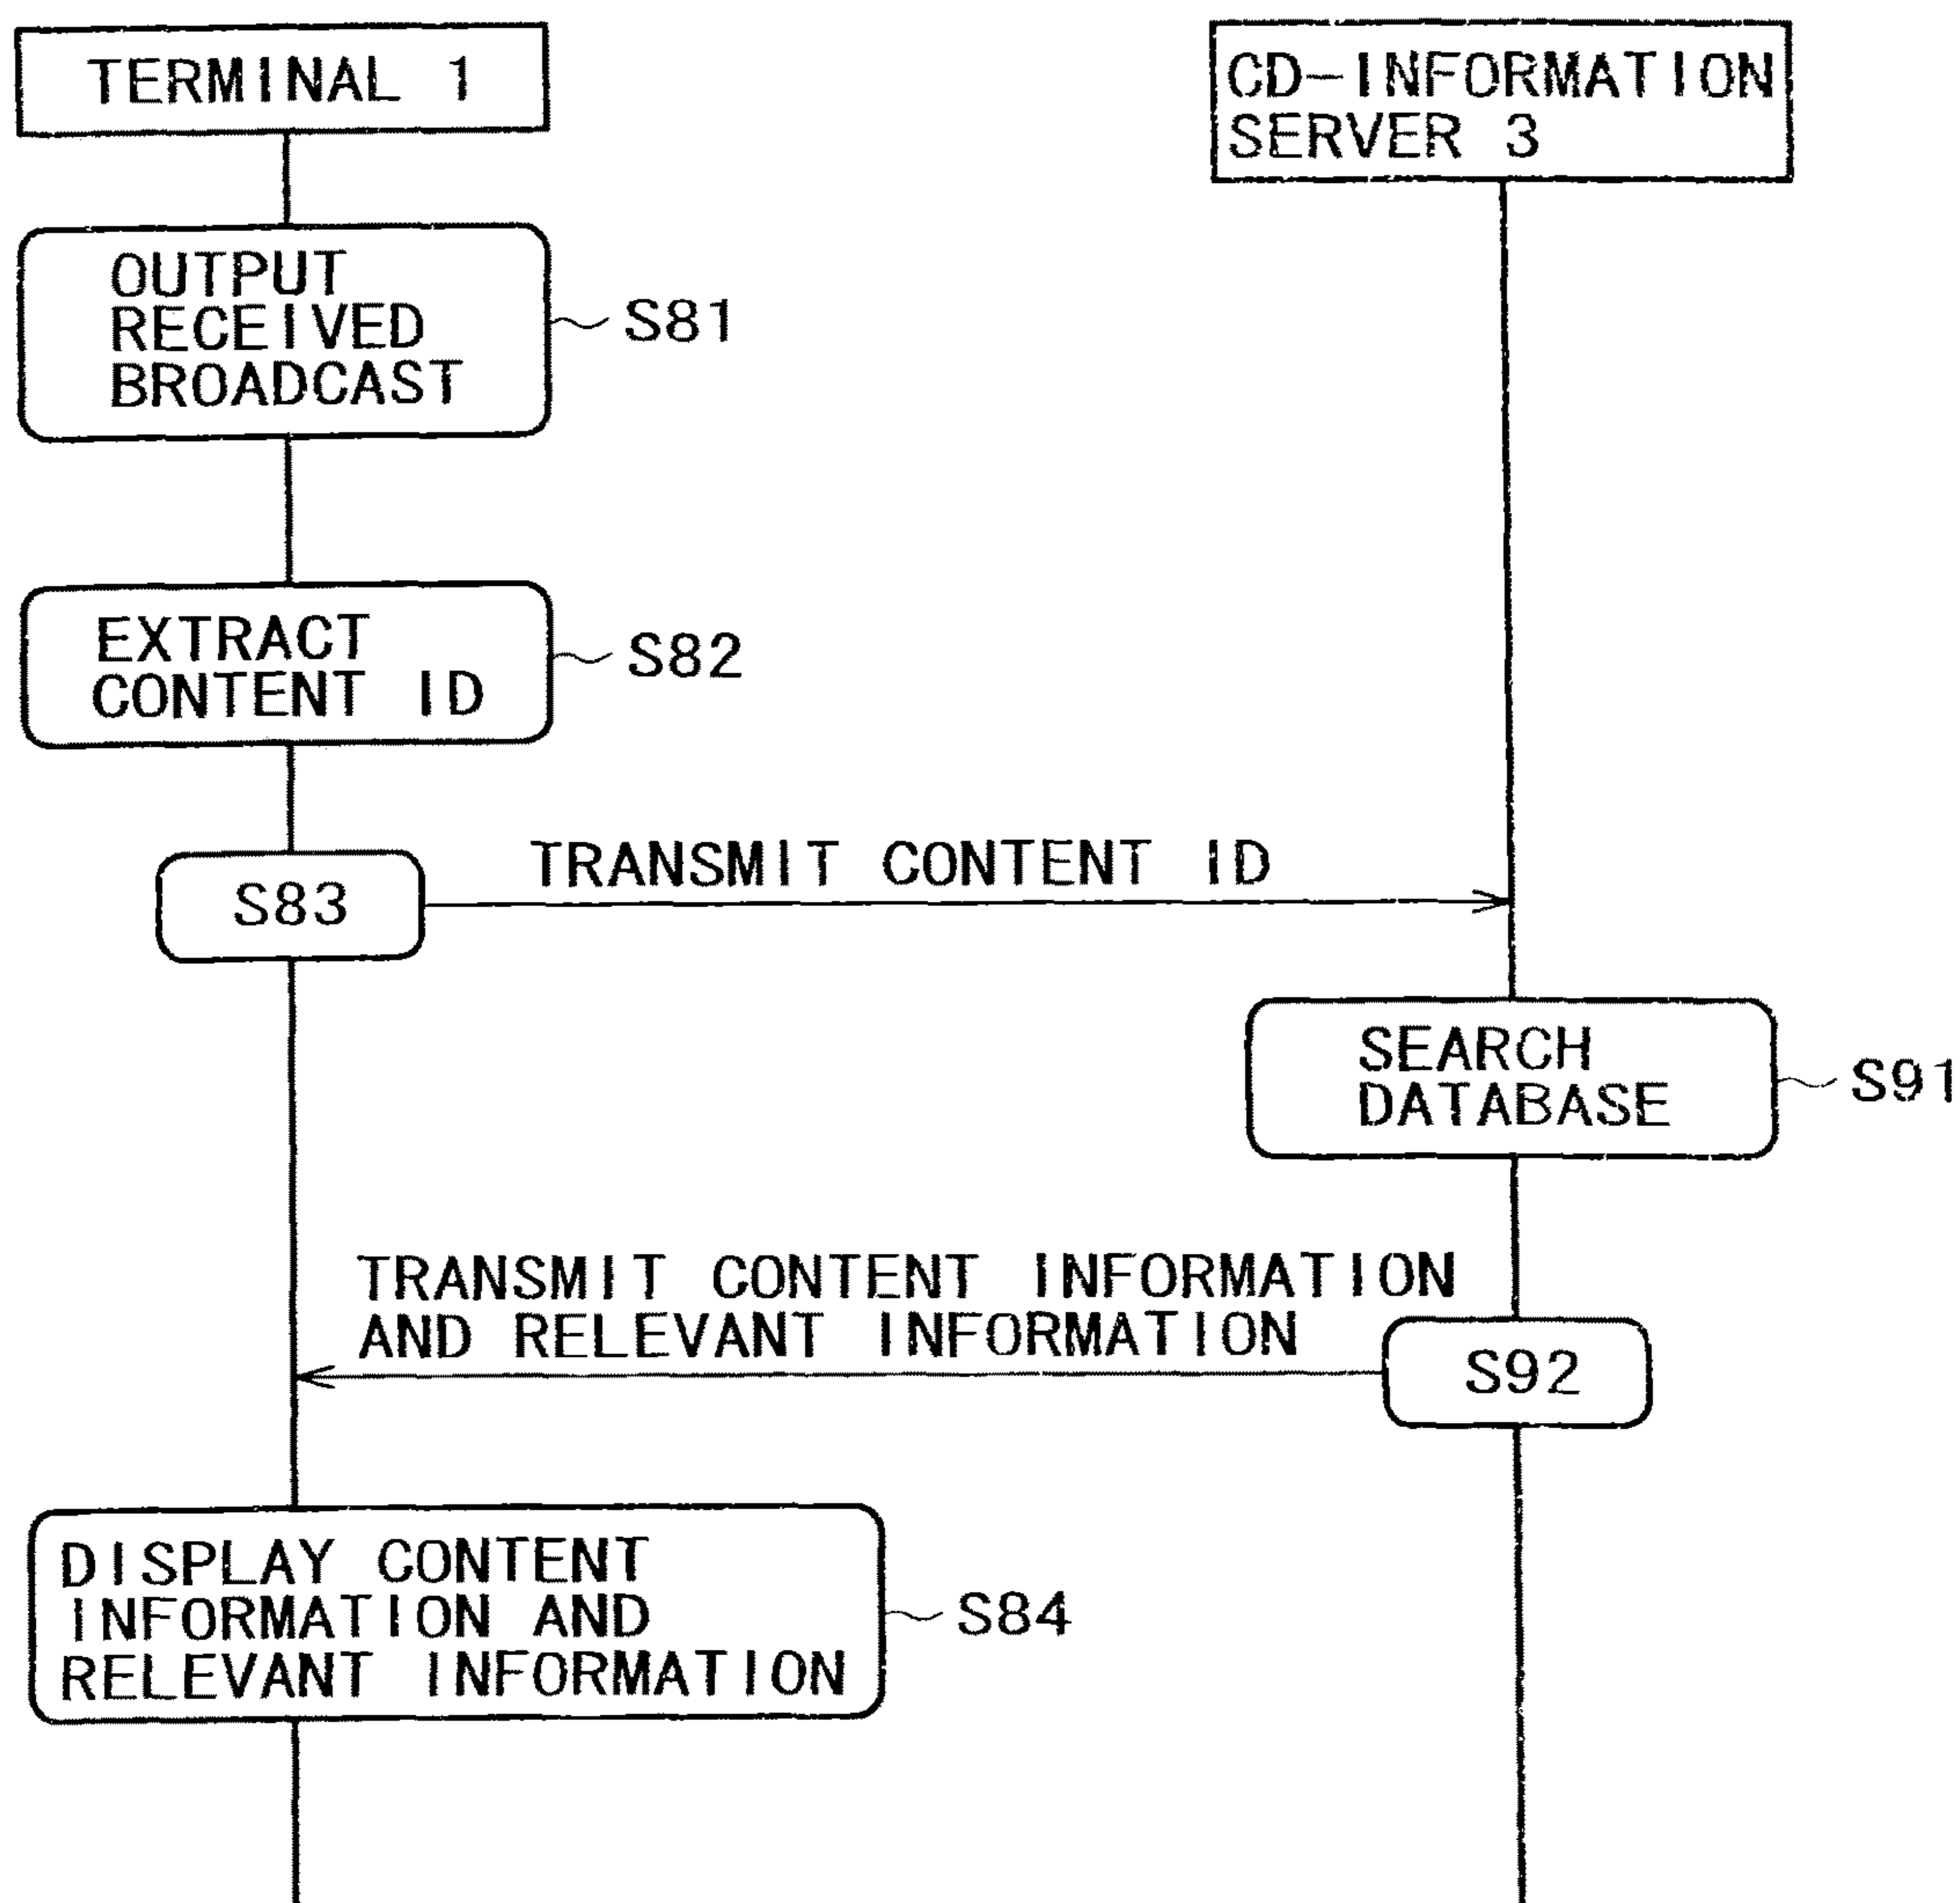 TERMINAL 1
CD-INFORMATION
SERVER 3
OUTPUT
RECEIVED
BROADCAST
S81
EXTRACT
CONTENT ID
S82
S83
TRANSMIT CONTENT ID
SEARCH
DATABASE
S91
TRANSMIT CONTENT INFORMATION
AND RELEVANT INFORMATION
S92
DISPLAY CONTENT
INFORMATION AND
RELEVANT INFORMATION
S84